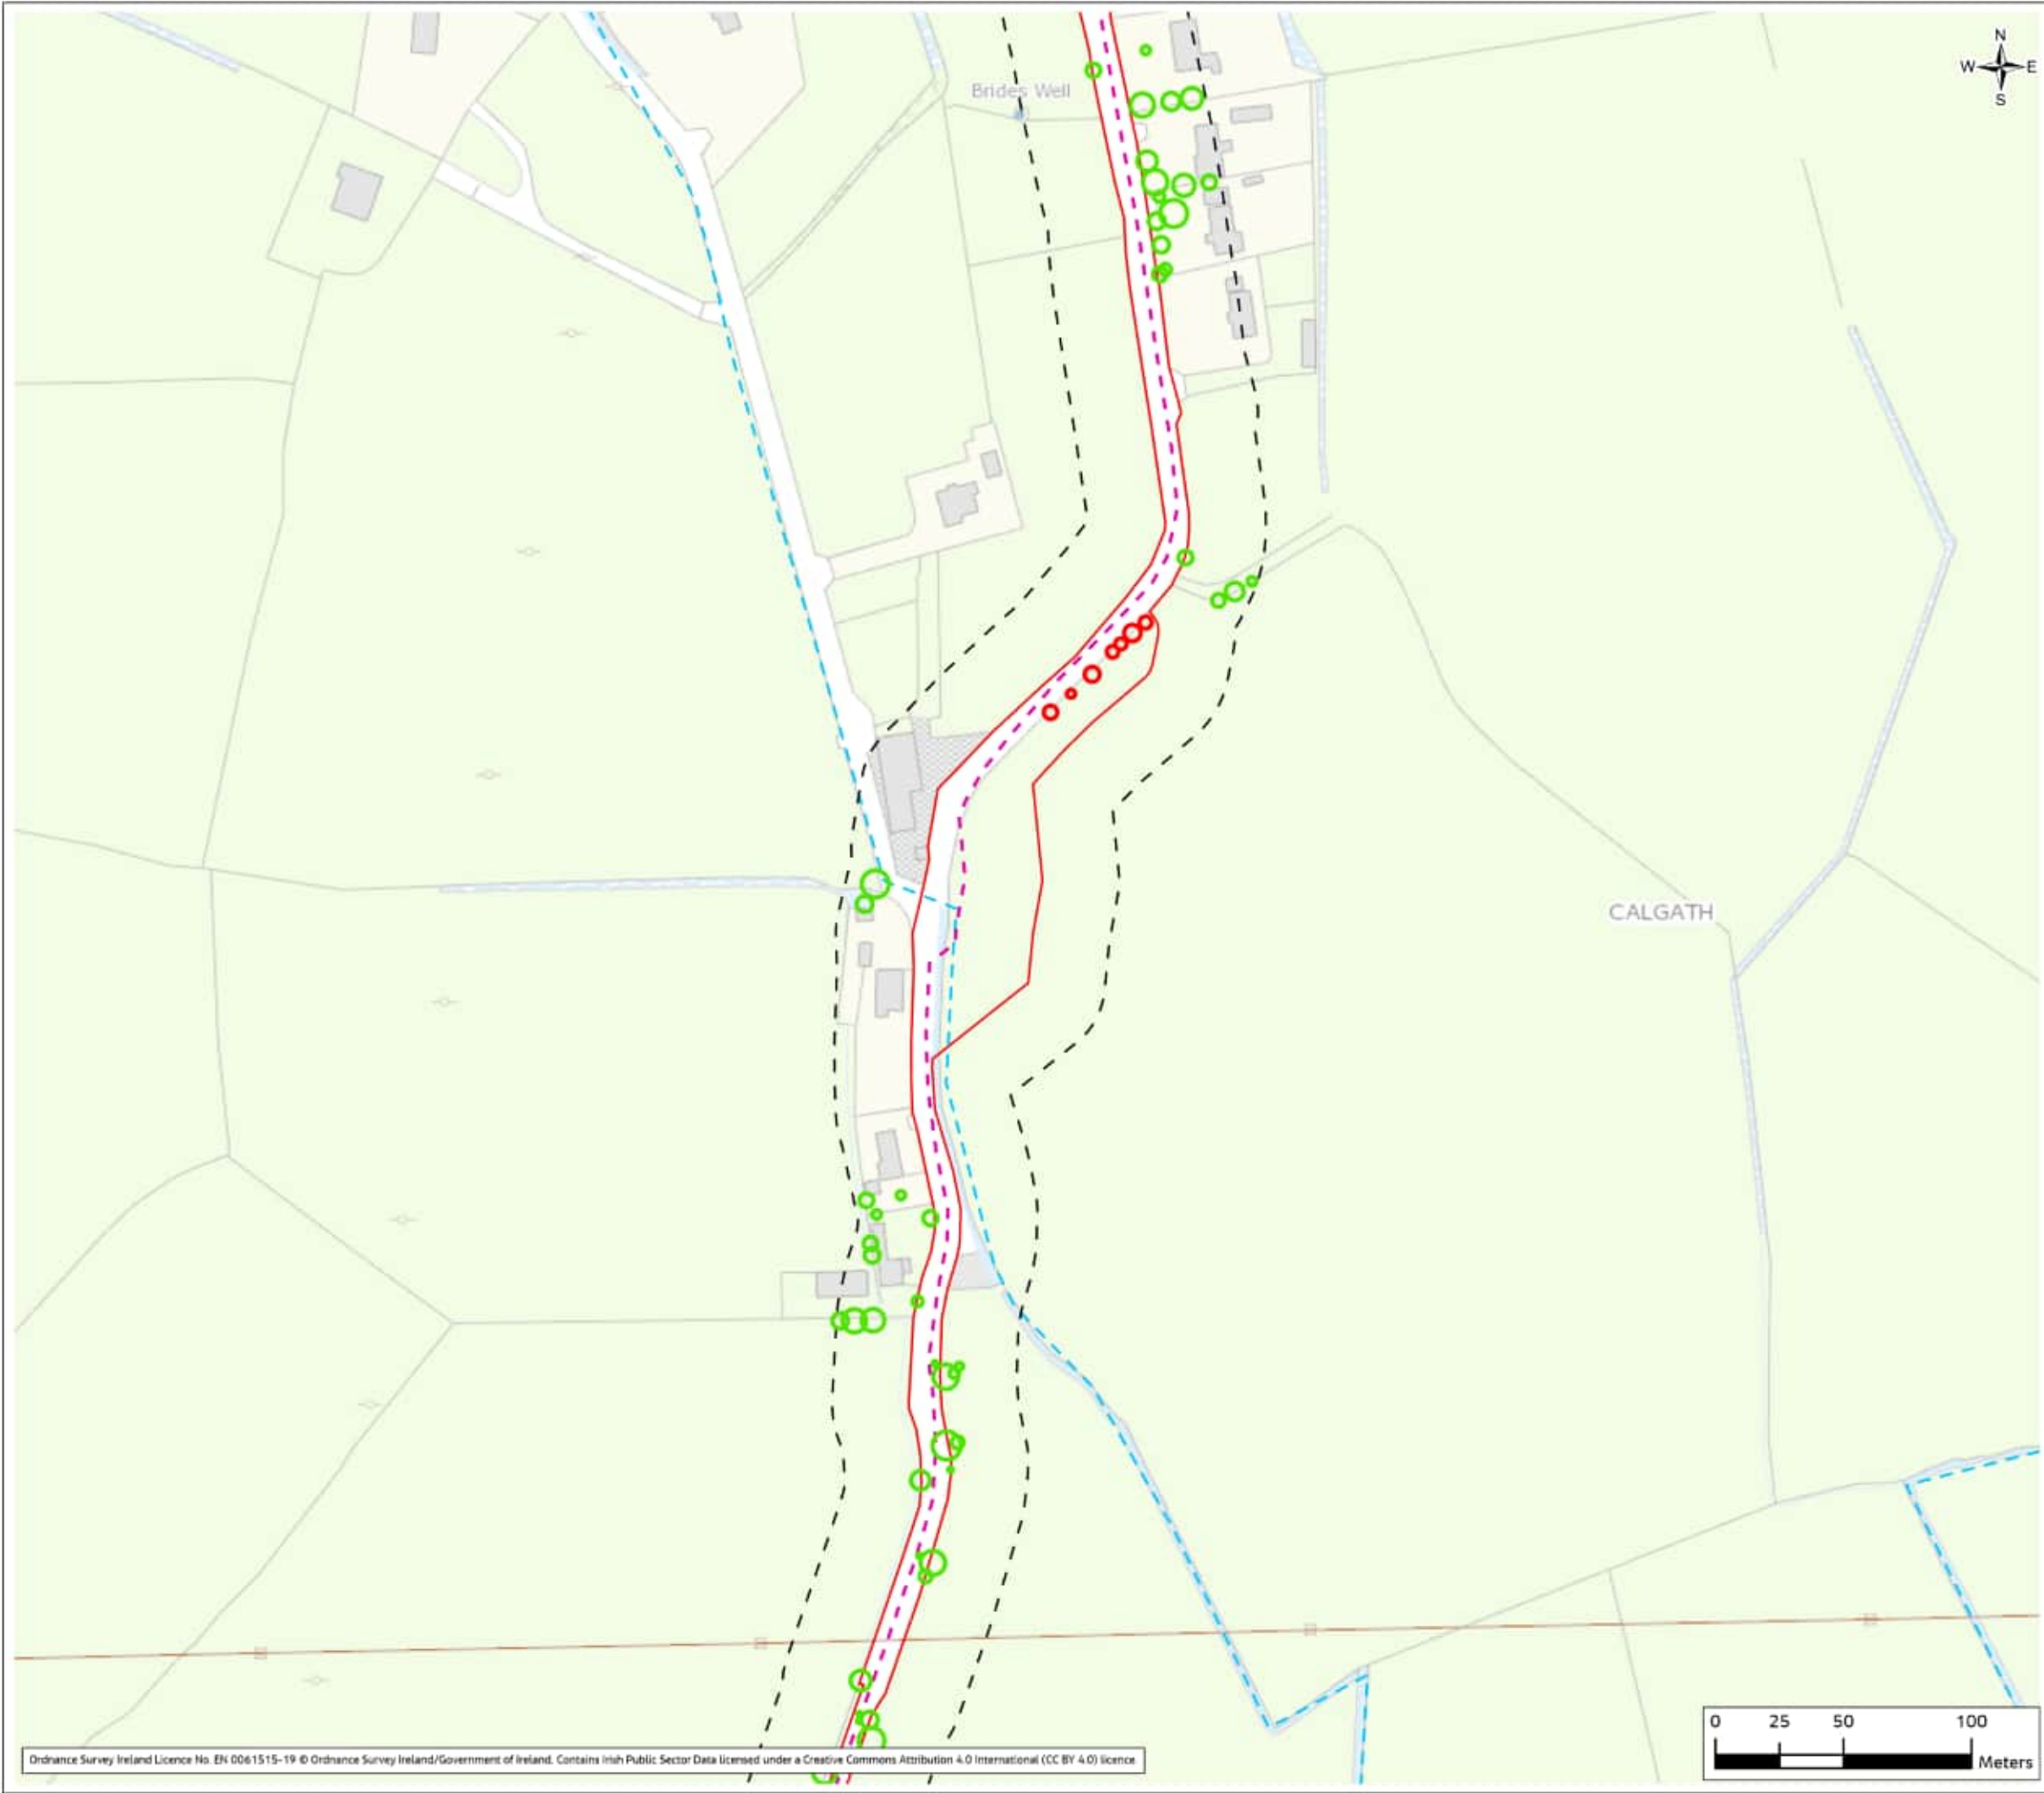 N
Brides Well
W E
S
CALGATH
0 25 50 100
Meters
Ordnance Survey Ireland Licence No. EN 0061515-19 © Ordnance Survey Ireland/Government of Ireland. Contains Irish Public Sector Data licensed under a Creative Commons Attribution 4.0 International (CC BY 4.0) licence.